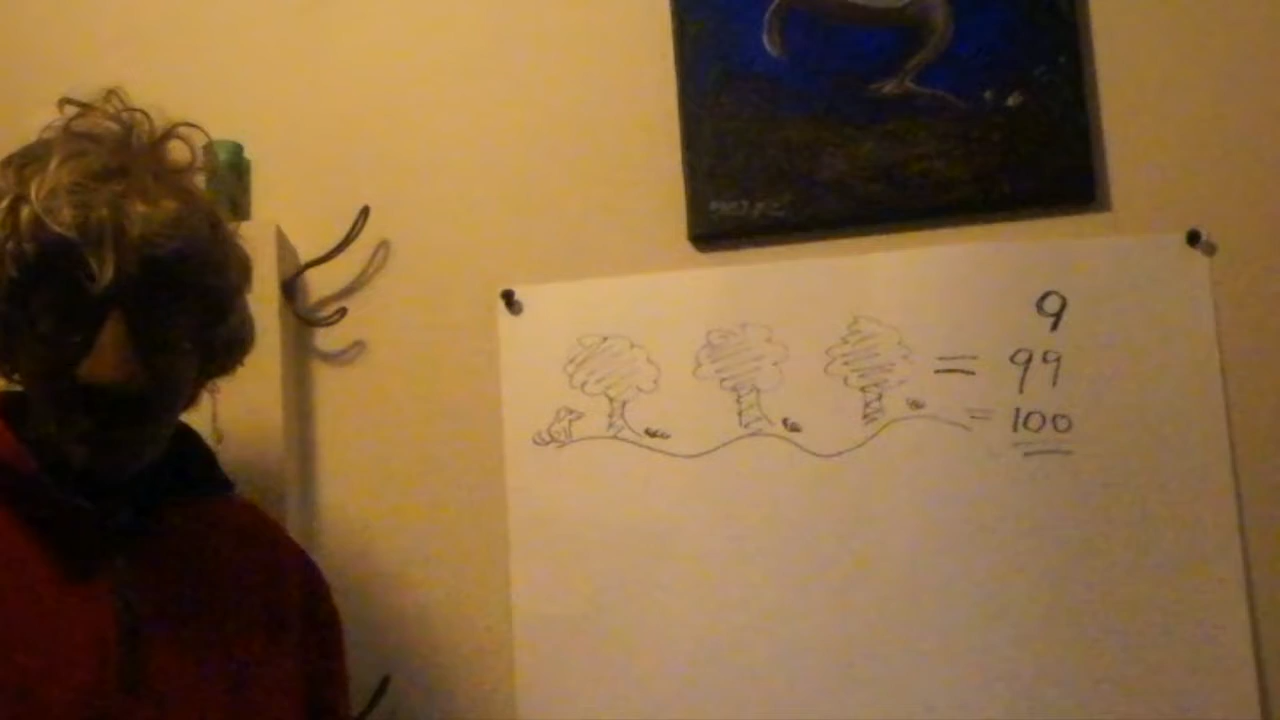 9
= 99
= 100